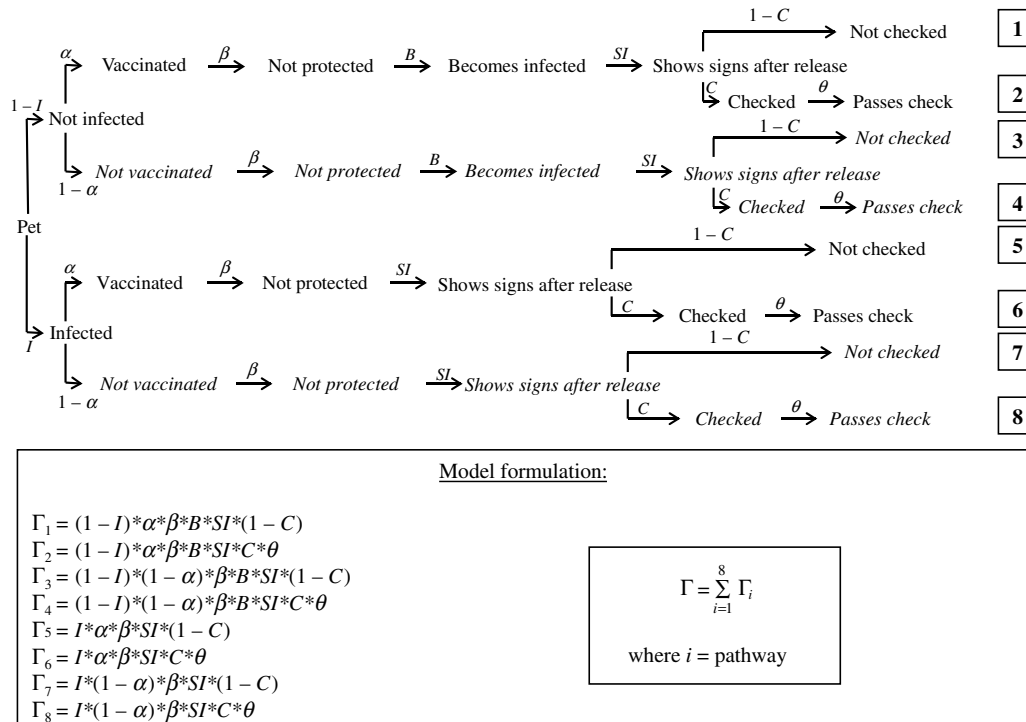 1 – C
Not checked
1
α
Vaccinated
β
Not protected
B
Becomes infected
SI
Shows signs after release
C
Checked
θ
Passes check
2
1 – I
Not infected
1 – C
Not checked
3
1 – α
Not vaccinated
β
Not protected
B
Becomes infected
SI
Shows signs after release
C
Checked
θ
Passes check
4
Pet
1 – C
Not checked
5
α
Vaccinated
β
Not protected
SI
Shows signs after release
C
Checked
θ
Passes check
6
I
Infected
1 – C
Not checked
7
1 – α
Not vaccinated
β
Not protected
SI
Shows signs after release
C
Checked
θ
Passes check
8
Model formulation:
Γ1 = (1 – I)*α*β*B*SI*(1 – C)
Γ2 = (1 – I)*α*β*B*SI*C*θ
Γ3 = (1 – I)*(1 – α)*β*B*SI*(1 – C)
Γ4 = (1 – I)*(1 – α)*β*B*SI*C*θ
Γ5 = I*α*β*SI*(1 – C)
Γ6 = I*α*β*SI*C*θ
Γ7 = I*(1 – α)*β*SI*(1 – C)
Γ8 = I*(1 – α)*β*SI*C*θ
8
Γ = Σ Γi
i=1
where i = pathway